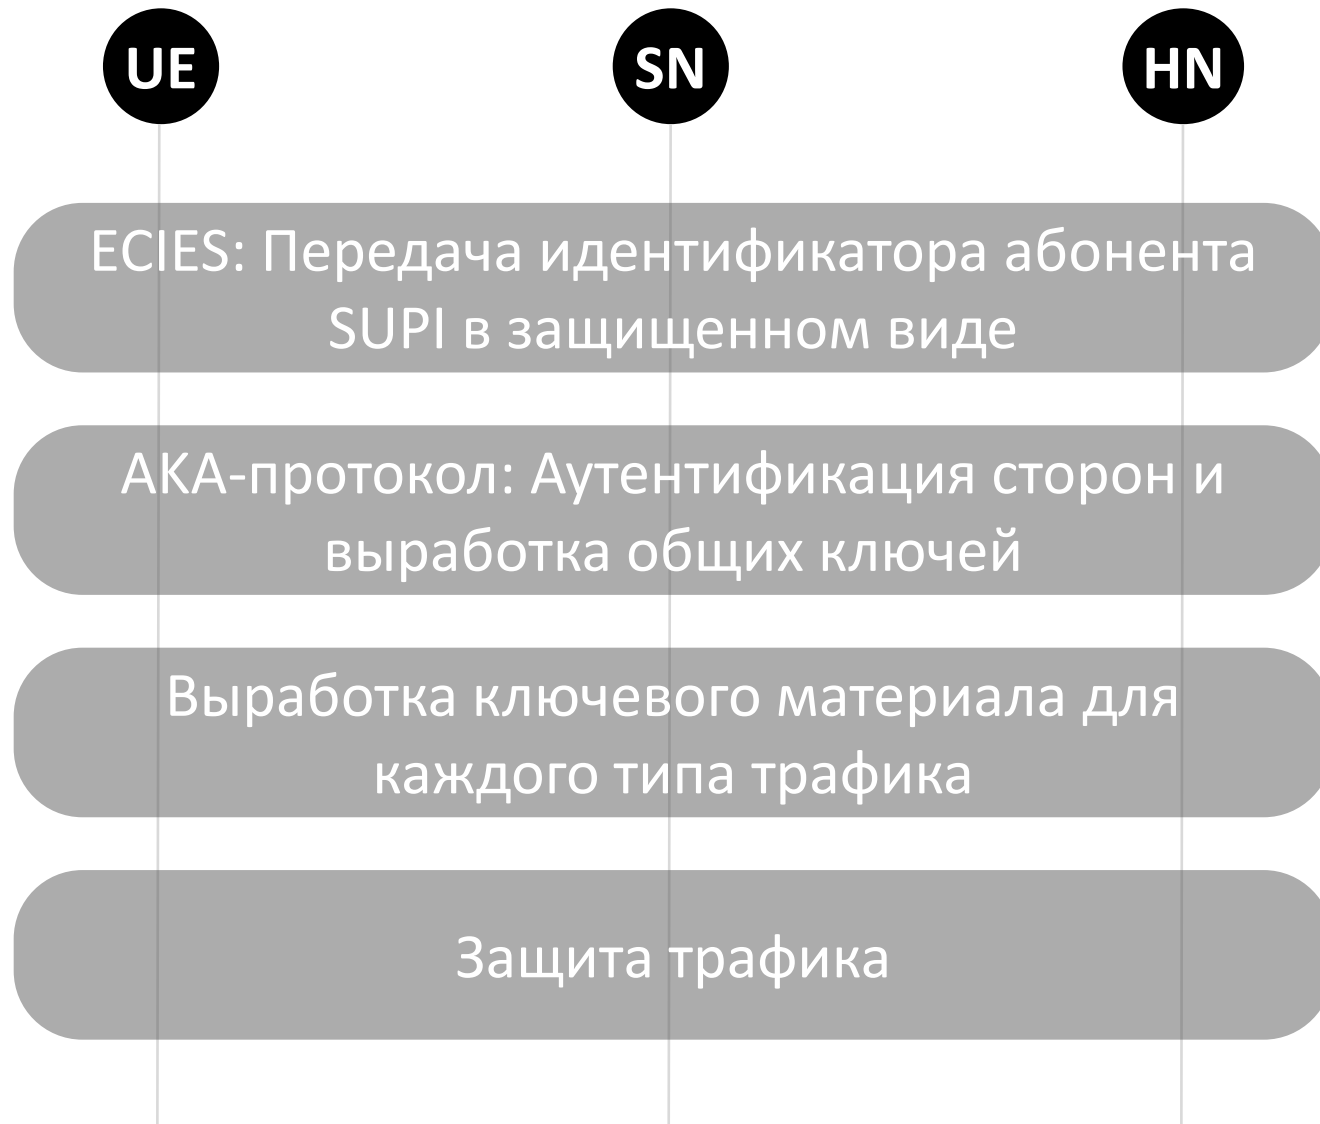 UE SN HN
ECIES: Передача идентификатора абонента
SUPI в защищенном виде
AKA-протокол: Аутентификация сторон и
выработка общих ключей
Выработка ключевого материала для
каждого типа трафика
Защита трафика